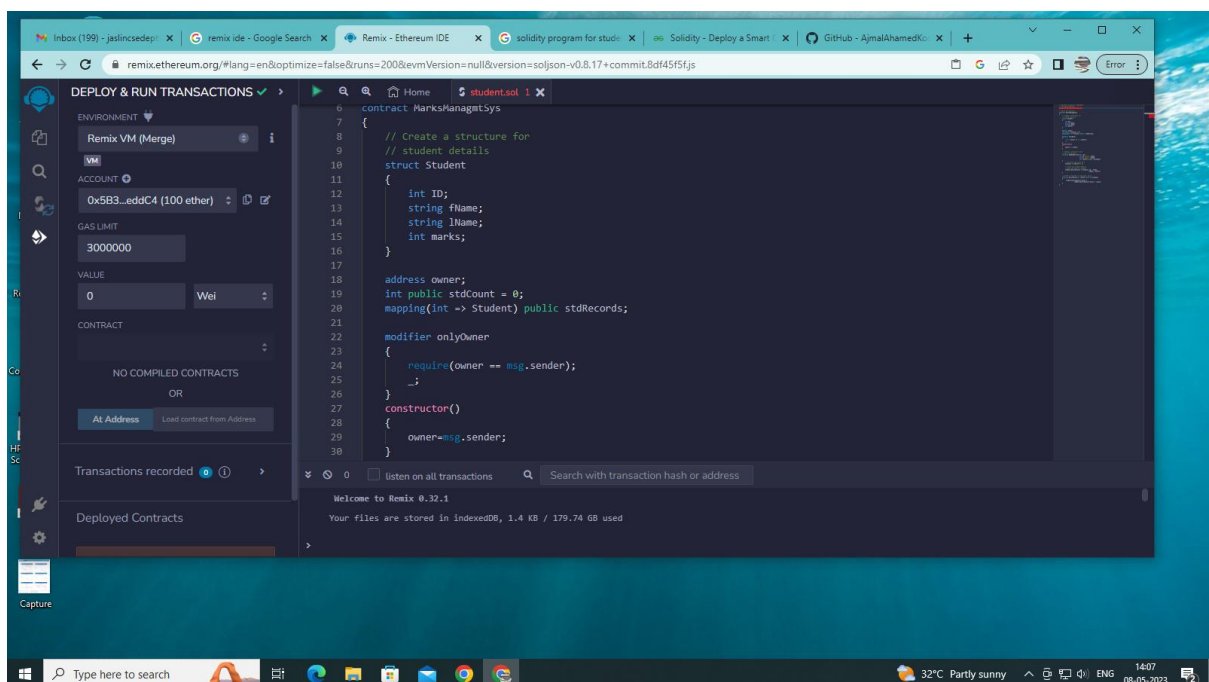 Inbox (199) - jaslincsedept
remix ide - Google Search
Remix - Ethereum IDE
solidity program for stude
Solidity - Deploy a Smart C
GitHub - AjmalAhamedKo
remix.ethereum.org/#lang=en&optimize=false&runs=200&evmVersion=null&version=soljson-v0.8.17+commit.8df45f5f.js
Error
DEPLOY & RUN TRANSACTIONS
ENVIRONMENT
Remix VM (Merge)
VM
ACCOUNT
0x5B3...eddC4 (100 ether)
GAS LIMIT
3000000
VALUE
0 Wei
CONTRACT
NO COMPILED CONTRACTS
OR
At Address Load contract from Address
Transactions recorded 0
Deployed Contracts
Home student.sol 1
6 contract MarksManagmtSys
7 {
8 // Create a structure for
9 // student details
10 struct Student
11 {
12 int ID;
13 string fName;
14 string lName;
15 int marks;
16 }
17
18 address owner;
19 int public stdCount = 0;
20 mapping(int => Student) public stdRecords;
21
22 modifier onlyOwner
23 {
24 require(owner == msg.sender);
25 _;
26 }
27 constructor()
28 {
29 owner=msg.sender;
30 }
0 listen on all transactions Search with transaction hash or address
Welcome to Remix 0.32.1
Your files are stored in indexedDB, 1.4 KB / 179.74 GB used
>
Capture
Type here to search
32°C Partly sunny
ENG
14:07
08-05-2023